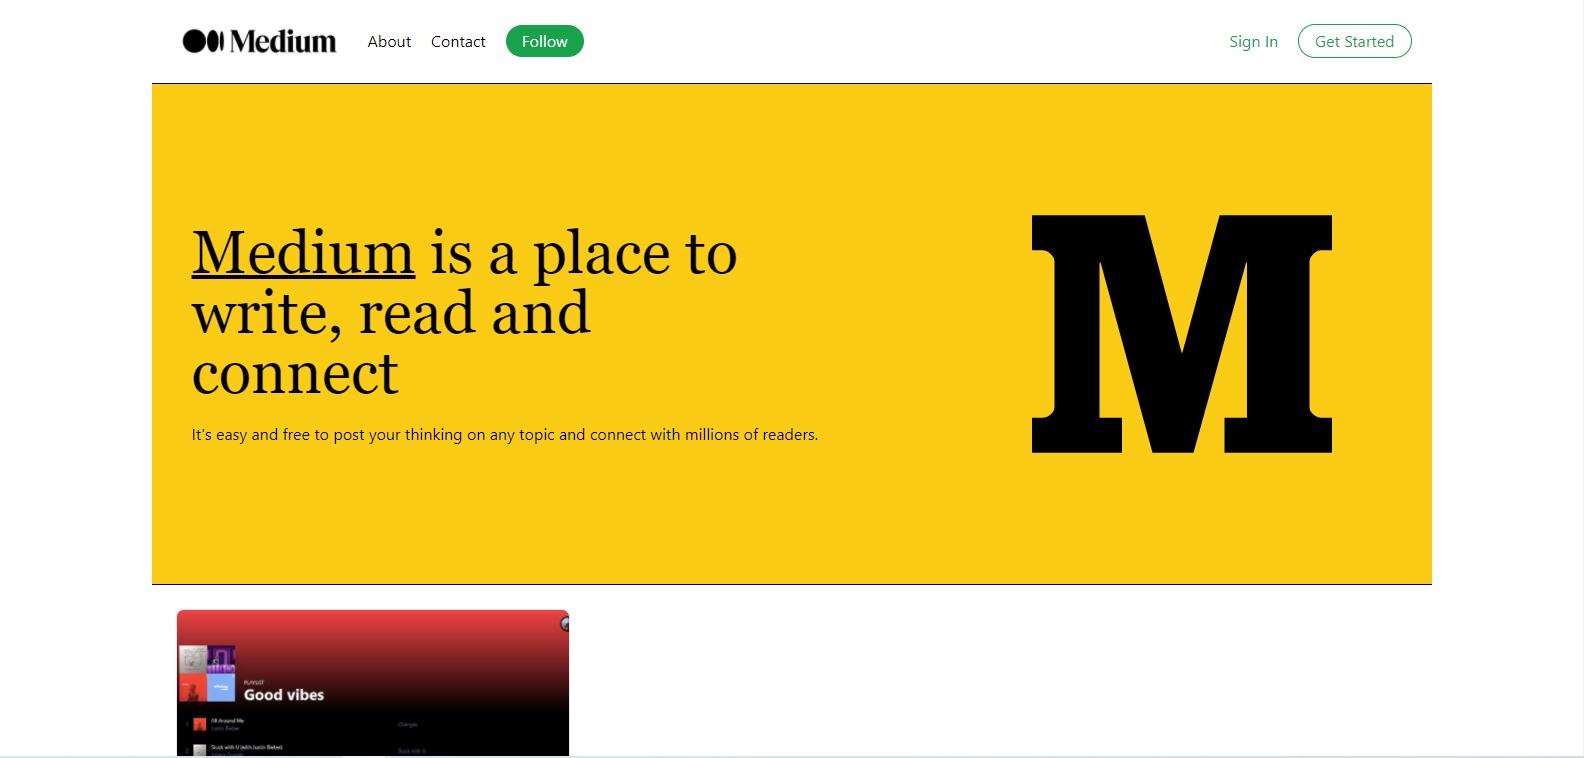 Medium About Contact Follow Sign In Get Started
Medium is a place to
write, read and
connect
It's easy and free to post your thinking on any topic and connect with millions of readers.
M
PLAYLIST
Good vibes
1 All Around Me Changes
Justin Bieber
2 Stuck with U (with Justin Bieber) Stuck with U
Ariana Grande